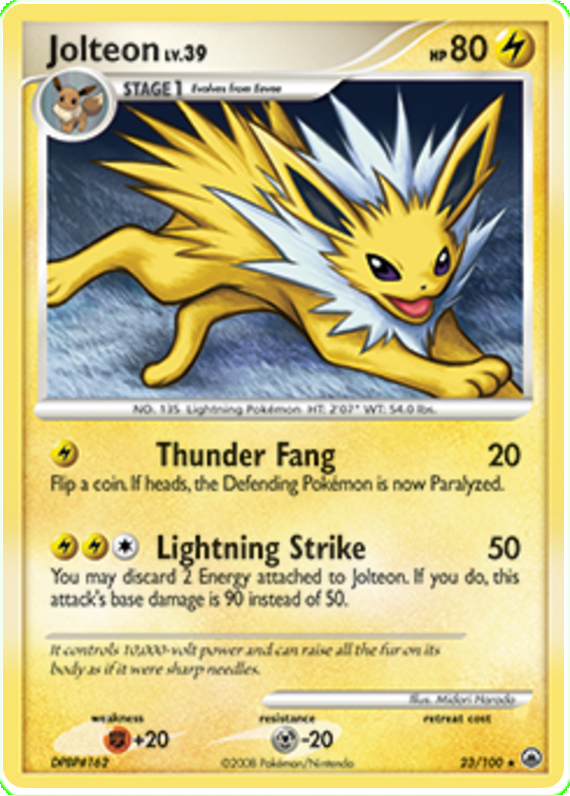 Jolteon LV.39 HP 80
STAGE 1 Evolves from Eevee
NO. 135 Lightning Pokémon HT: 2'07" WT: 54.0 lbs.
Thunder Fang 20
Flip a coin. If heads, the Defending Pokémon is now Paralyzed.
Lightning Strike 50
You may discard 2 Energy attached to Jolteon. If you do, this
attack's base damage is 90 instead of 50.
It controls 10,000-volt power and can raise all the fur on its
body as if it were sharp needles.
Illus. Midori Harada
weakness resistance retreat cost
+20 -20
DPBP#162 ©2008 Pokémon/Nintendo 23/100 ★